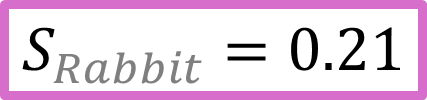 S_Rabbit = 0.21